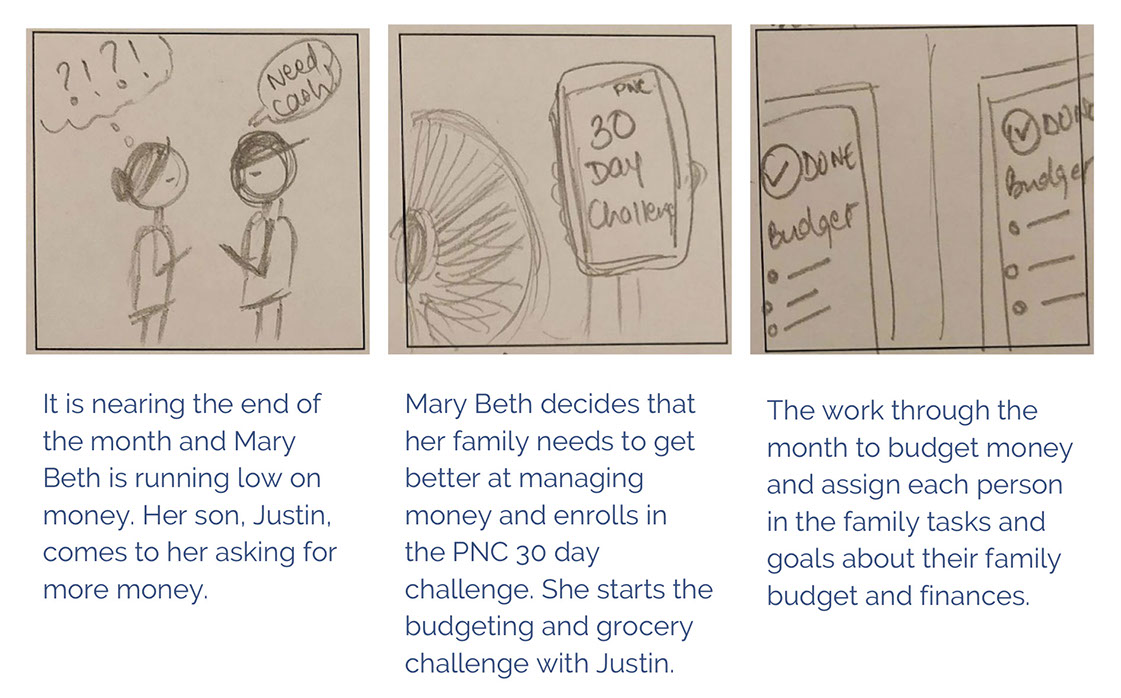 ?!?!
Need
cash!
PNC
30
Day
Challeng
DONE
Budget
DONE
Budget
It is nearing the end of
the month and Mary
Beth is running low on
money. Her son, Justin,
comes to her asking for
more money.
Mary Beth decides that
her family needs to get
better at managing
money and enrolls in
the PNC 30 day
challenge. She starts the
budgeting and grocery
challenge with Justin.
The work through the
month to budget money
and assign each person
in the family tasks and
goals about their family
budget and finances.